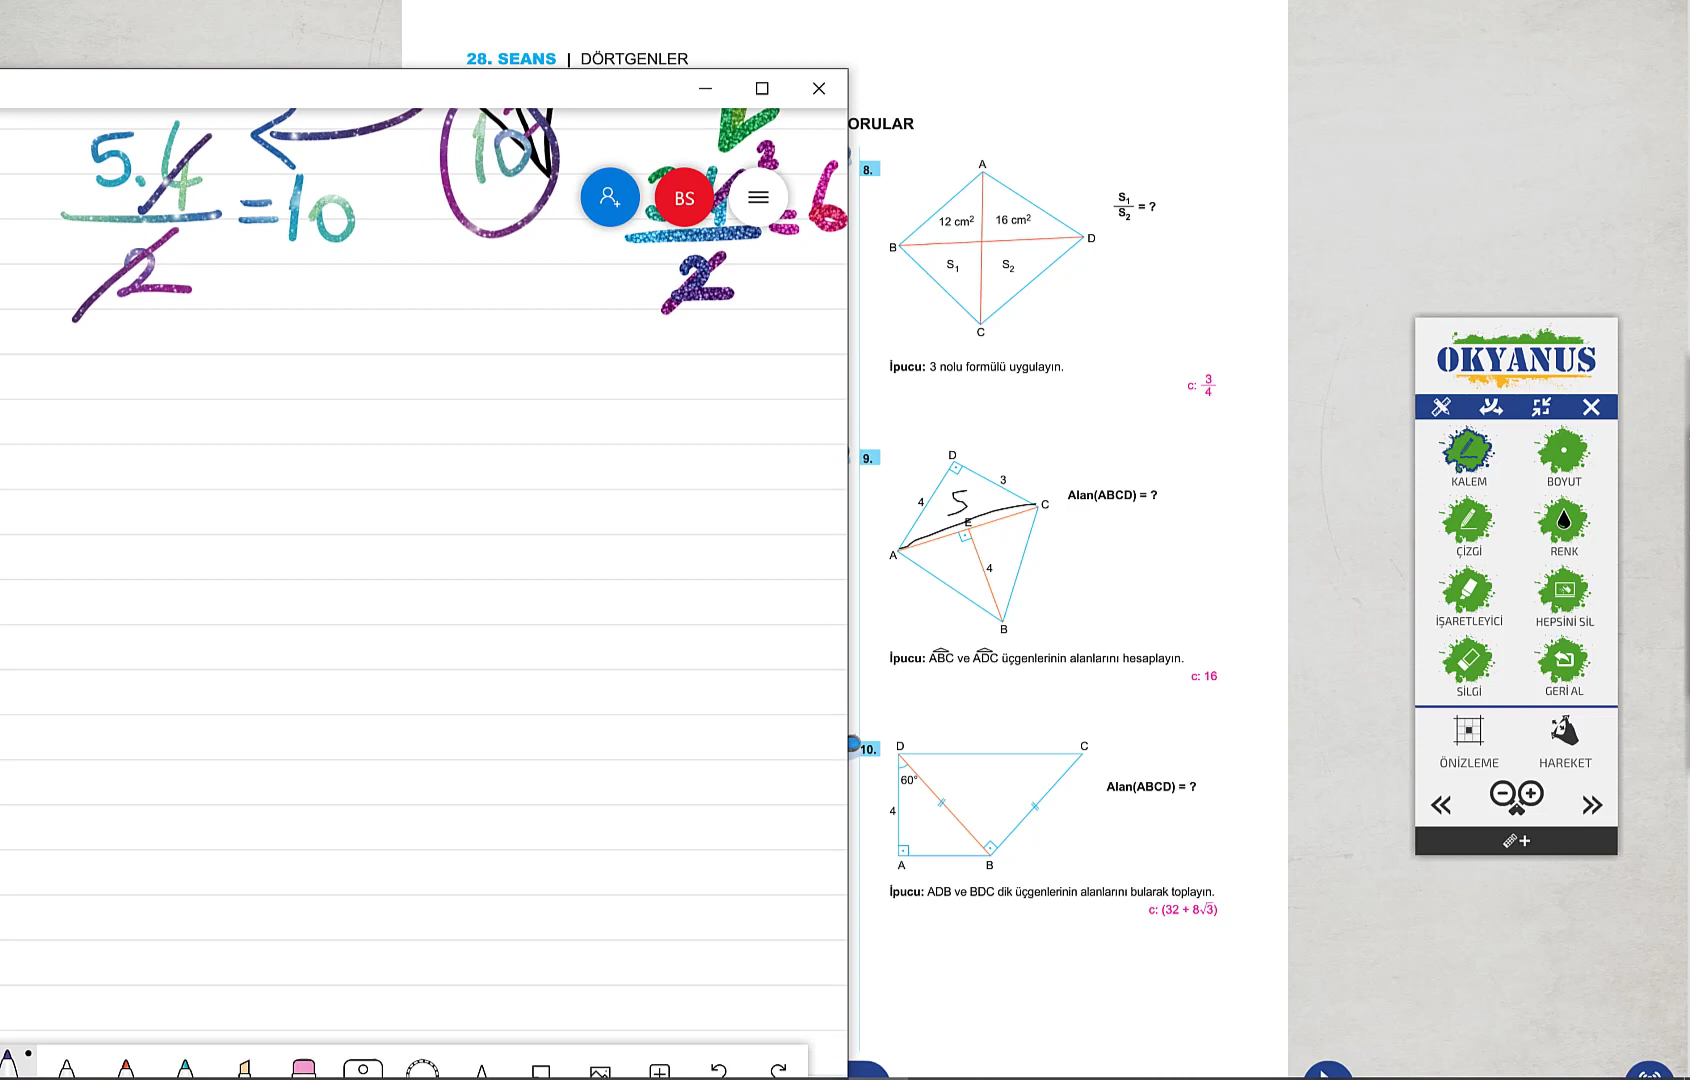 28. SEANS | DÖRTGENLER
5.4
2
=10
10
6
2
BS
ORULAR
8.
A
12 cm²
16 cm²
B
D
S₁
S₂
C
S₁
S₂
= ?
İpucu: 3 nolu formülü uygulayın.
c: 3/4
9.
D
3
4
5
C
E
A
4
B
Alan(ABCD) = ?
İpucu: ABC ve ADC üçgenlerinin alanlarını hesaplayın.
c: 16
10.
D
C
60°
4
A
B
Alan(ABCD) = ?
İpucu: ADB ve BDC dik üçgenlerinin alanlarını bularak toplayın.
c: (32 + 8√3)
OKYANUS
KALEM
BOYUT
ÇİZGİ
RENK
İŞARETLEYİCİ
HEPSİNİ SİL
SİLGİ
GERİ AL
ÖNİZLEME
HAREKET